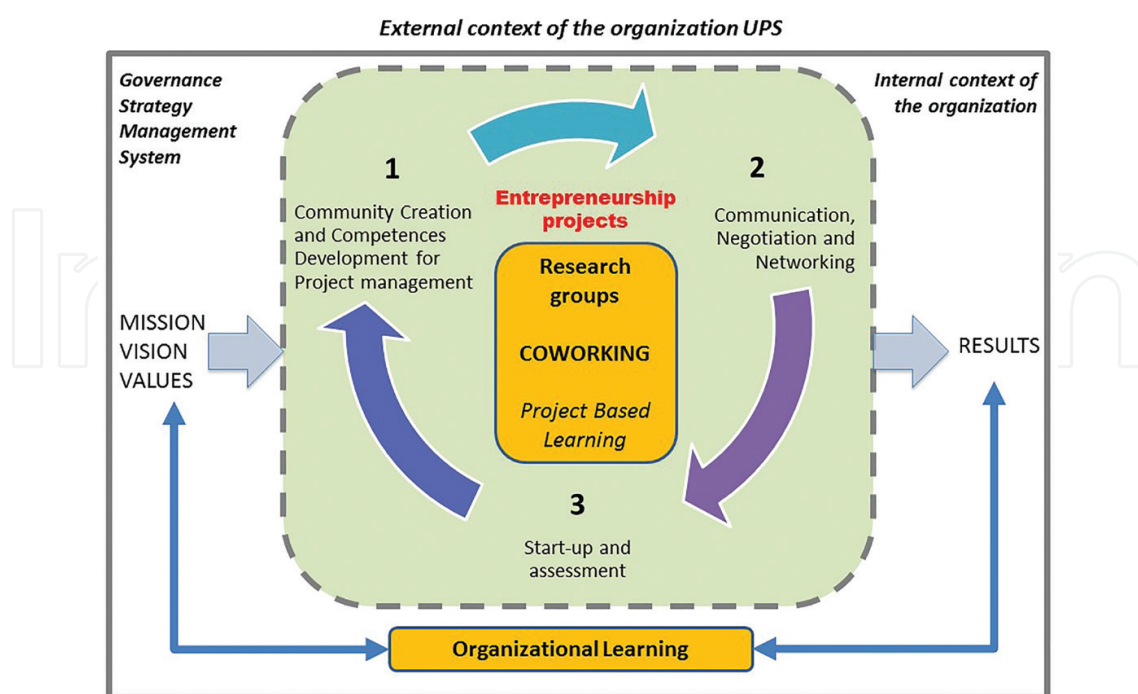 External context of the organization UPS
Governance
Strategy
Management
System
Internal context of
the organization
1
Community Creation
and Competences
Development for
Project management
2
Communication,
Negotiation and
Networking
Entrepreneurship
projects
Research
groups
COWORKING
Project Based
Learning
MISSION
VISION
VALUES
RESULTS
3
Start-up and
assessment
Organizational Learning